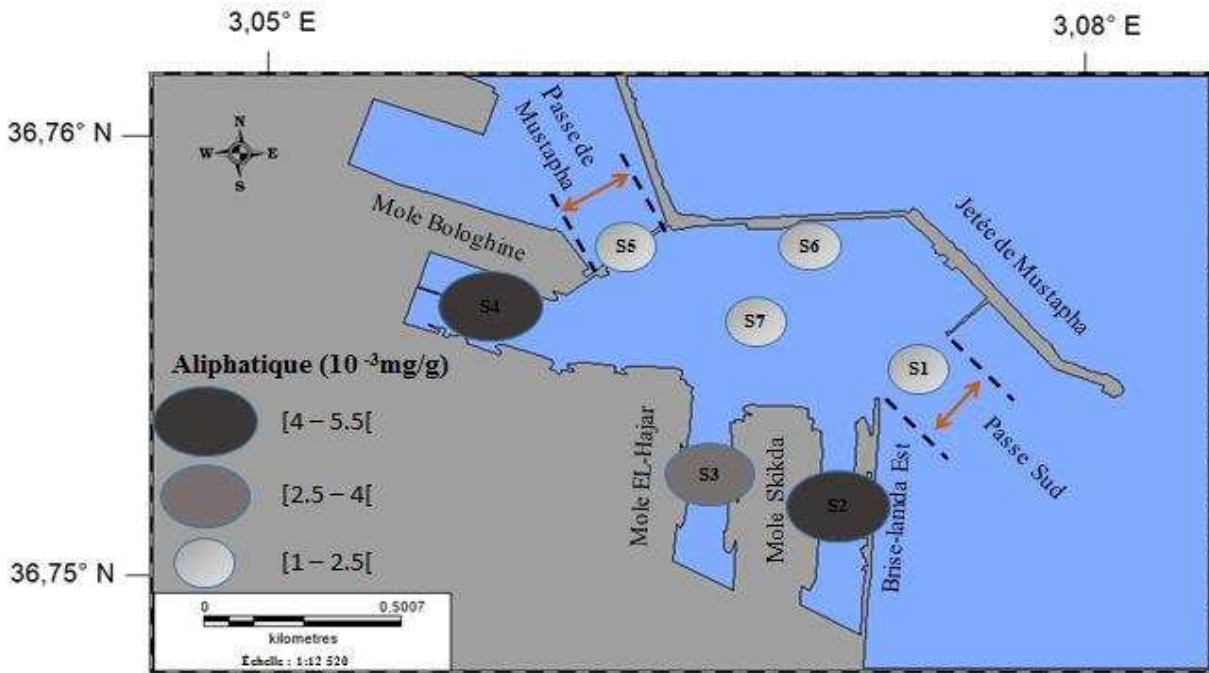 3,05° E
3,08° E
36,76° N
N
W E
S
Passe de
Mustapha
Mole Bologhine
Jetée de Mustapha
S5
S6
S4
S7
S1
Aliphatique (10 -3mg/g)
[4 – 5.5[
[2.5 – 4[
[1 – 2.5[
Mole EL-Hajar
S3
Mole Skikda
S2
Brise-lamda Est
Passe Sud
36,75° N
0 0.5007
kilometres
Échelle : 1:12 520